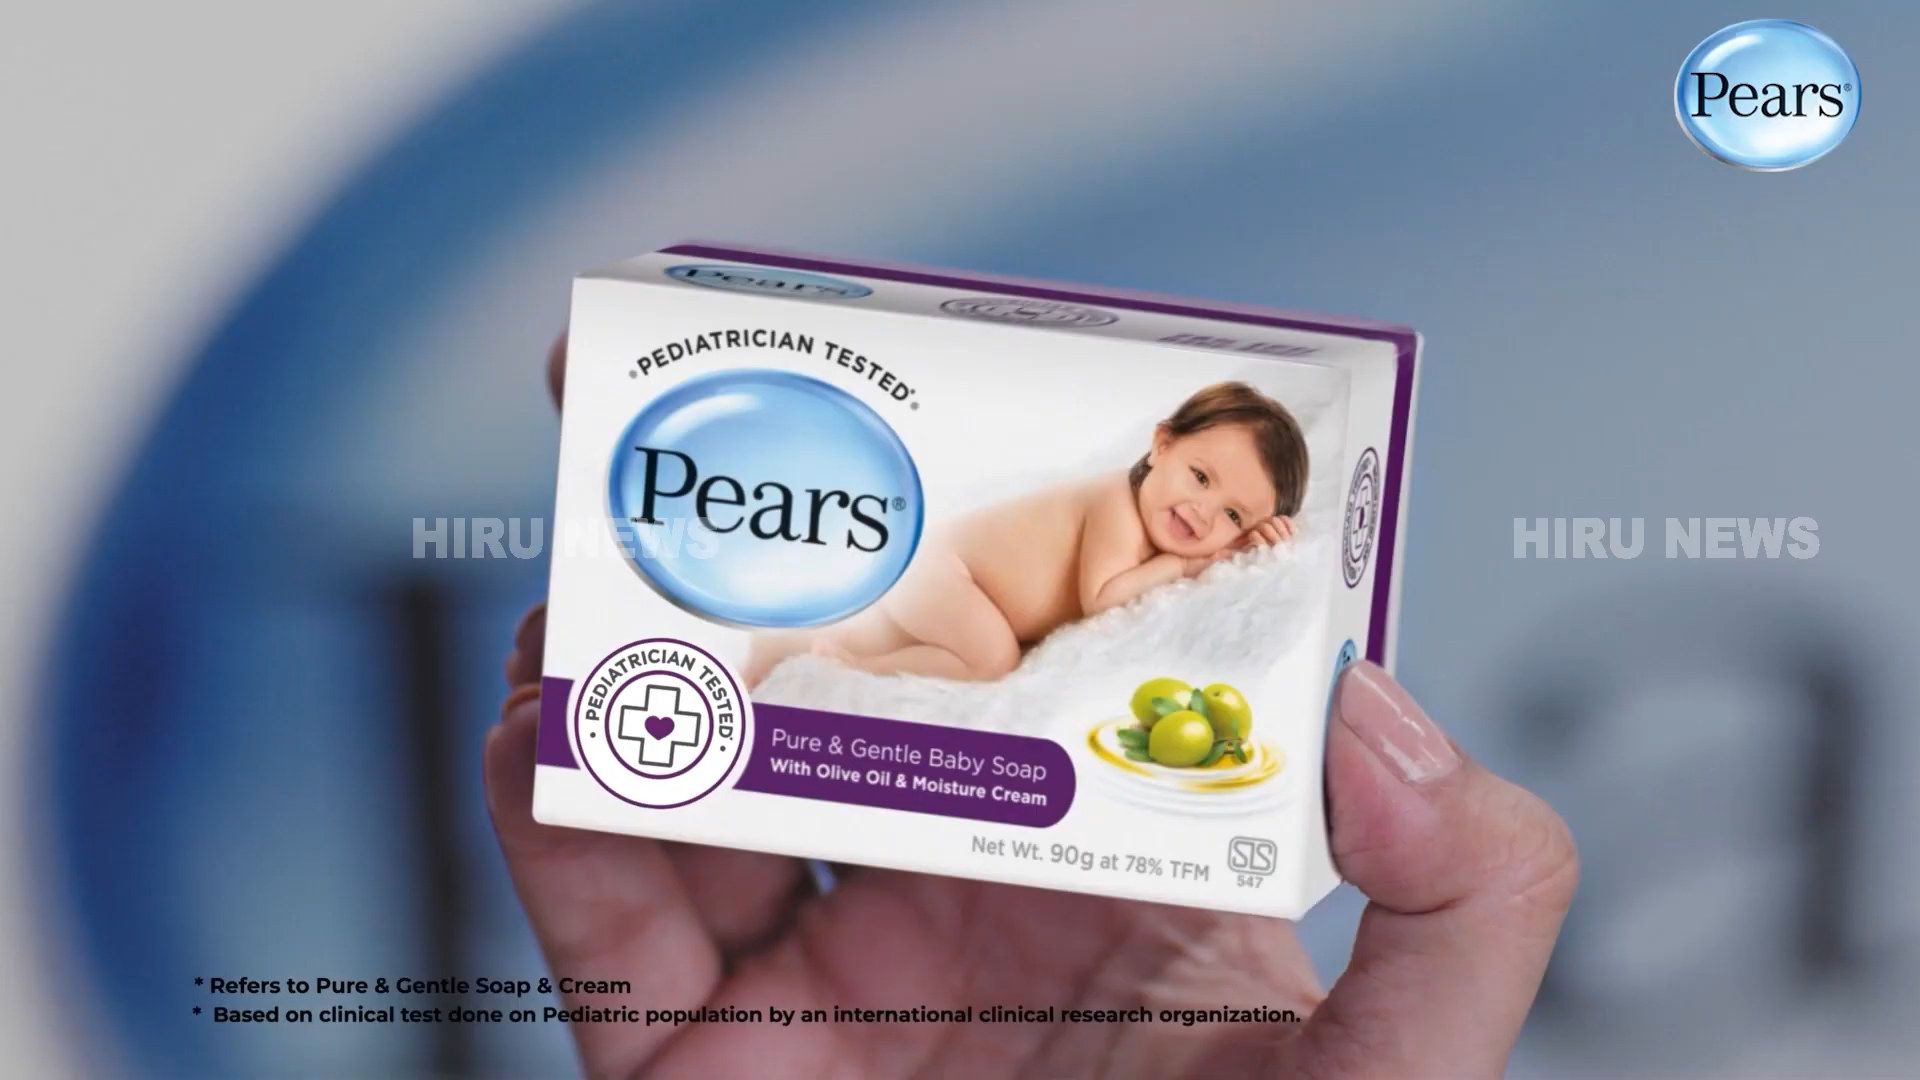 Pears®
Pears
PEDIATRICIAN TESTED*
Pears®
HIRU NEWS
HIRU NEWS
PEDIATRICIAN TESTED*
Pure & Gentle Baby Soap
With Olive Oil & Moisture Cream
Net Wt. 90g at 78% TFM
SLS
547
* Refers to Pure & Gentle Soap & Cream
* Based on clinical test done on Pediatric population by an international clinical research organization.